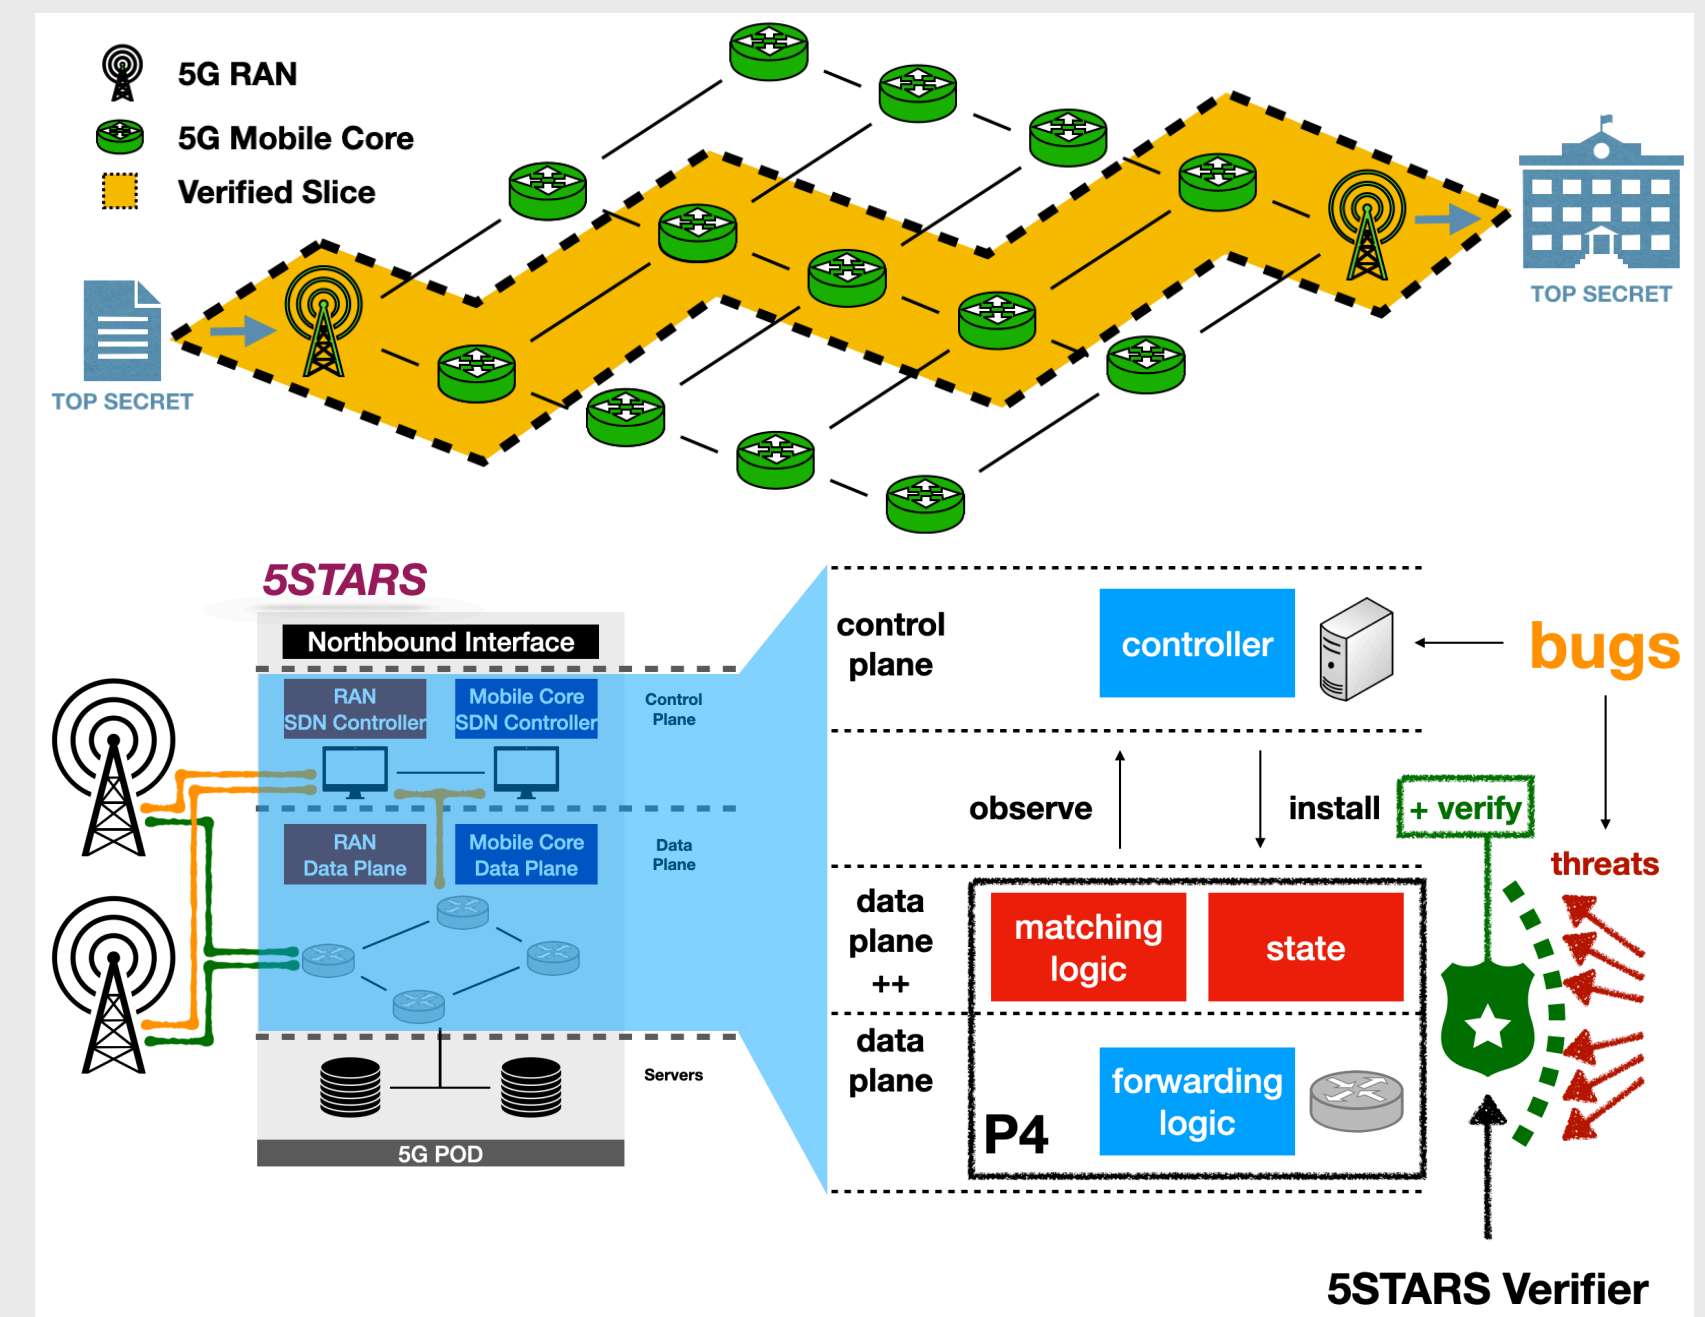 5G RAN
5G Mobile Core
Verified Slice
TOP SECRET
TOP SECRET
5STARS
Northbound Interface
RAN
SDN Controller
Mobile Core
SDN Controller
Control
Plane
RAN
Data Plane
Mobile Core
Data Plane
Data
Plane
Servers
5G POD
control
plane
controller
bugs
observe
install
+ verify
threats
data
plane
++
matching
logic
state
data
plane
forwarding
logic
P4
5STARS Verifier